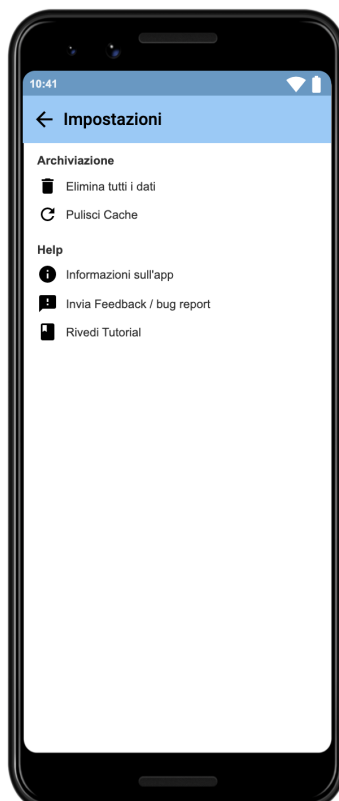 10:41
Impostazioni
Archiviazione
Elimina tutti i dati
Pulisci Cache
Help
Informazioni sull'app
Invia Feedback / bug report
Rivedi Tutorial